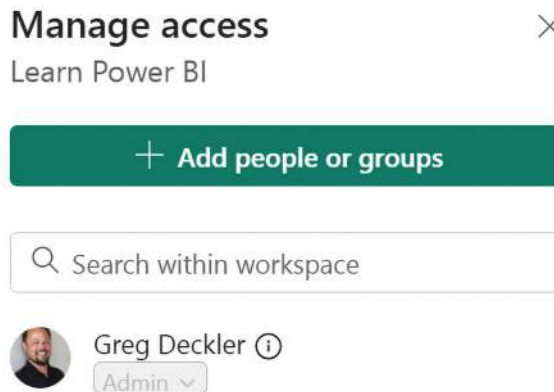 Manage access
Learn Power BI
Add people or groups
Search within workspace
Greg Deckler
Admin